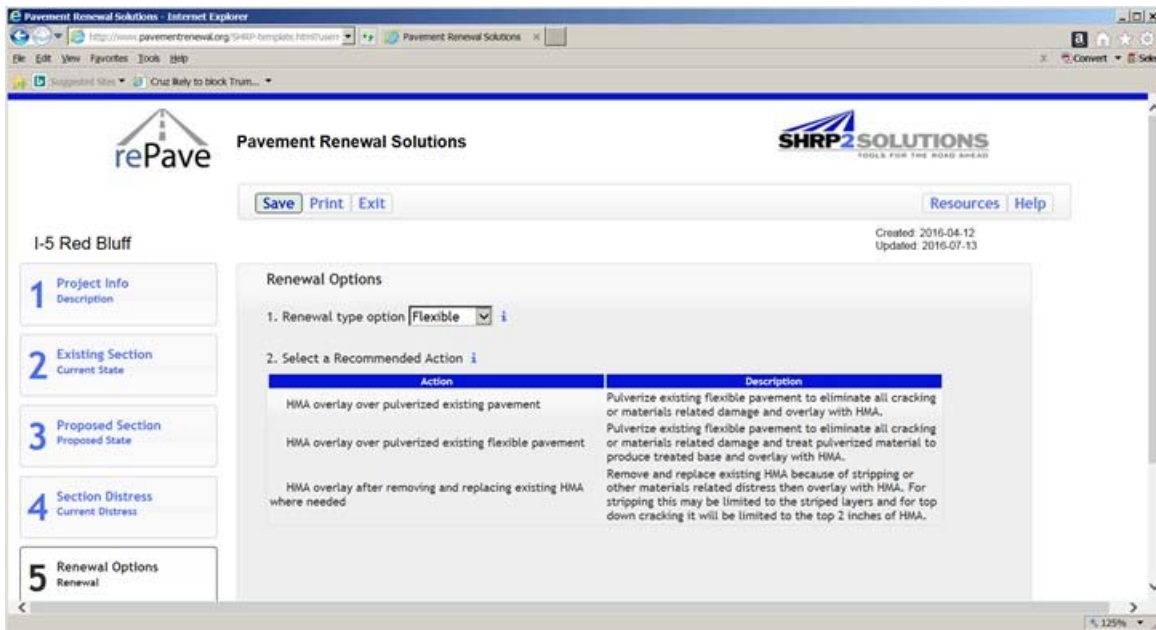 Pavement Renewal Solutions - Internet Explorer
http://www.pavementrenewal.org/SHRP-template.html?user
Pavement Renewal Solutions
File Edit View Favorites Tools Help
Convert
Suggested Sites
Cruz likely to block Trum...
rePave
Pavement Renewal Solutions
SHRP2SOLUTIONS
TOOLS FOR THE ROAD AHEAD
Save Print Exit
Resources Help
I-5 Red Bluff
Created: 2016-04-12
Updated: 2016-07-13
1 Project Info
Description
2 Existing Section
Current State
3 Proposed Section
Proposed State
4 Section Distress
Current Distress
5 Renewal Options
Renewal
Renewal Options
1. Renewal type option Flexible i
2. Select a Recommended Action i
Action Description
HMA overlay over pulverized existing pavement
Pulverize existing flexible pavement to eliminate all cracking
or materials related damage and overlay with HMA.
HMA overlay over pulverized existing flexible pavement
Pulverize existing flexible pavement to eliminate all cracking
or materials related damage and treat pulverized material to
produce treated base and overlay with HMA.
HMA overlay after removing and replacing existing HMA
where needed
Remove and replace existing HMA because of stripping or
other materials related distress then overlay with HMA. For
stripping this may be limited to the striped layers and for top
down cracking it will be limited to the top 2 inches of HMA.
125%